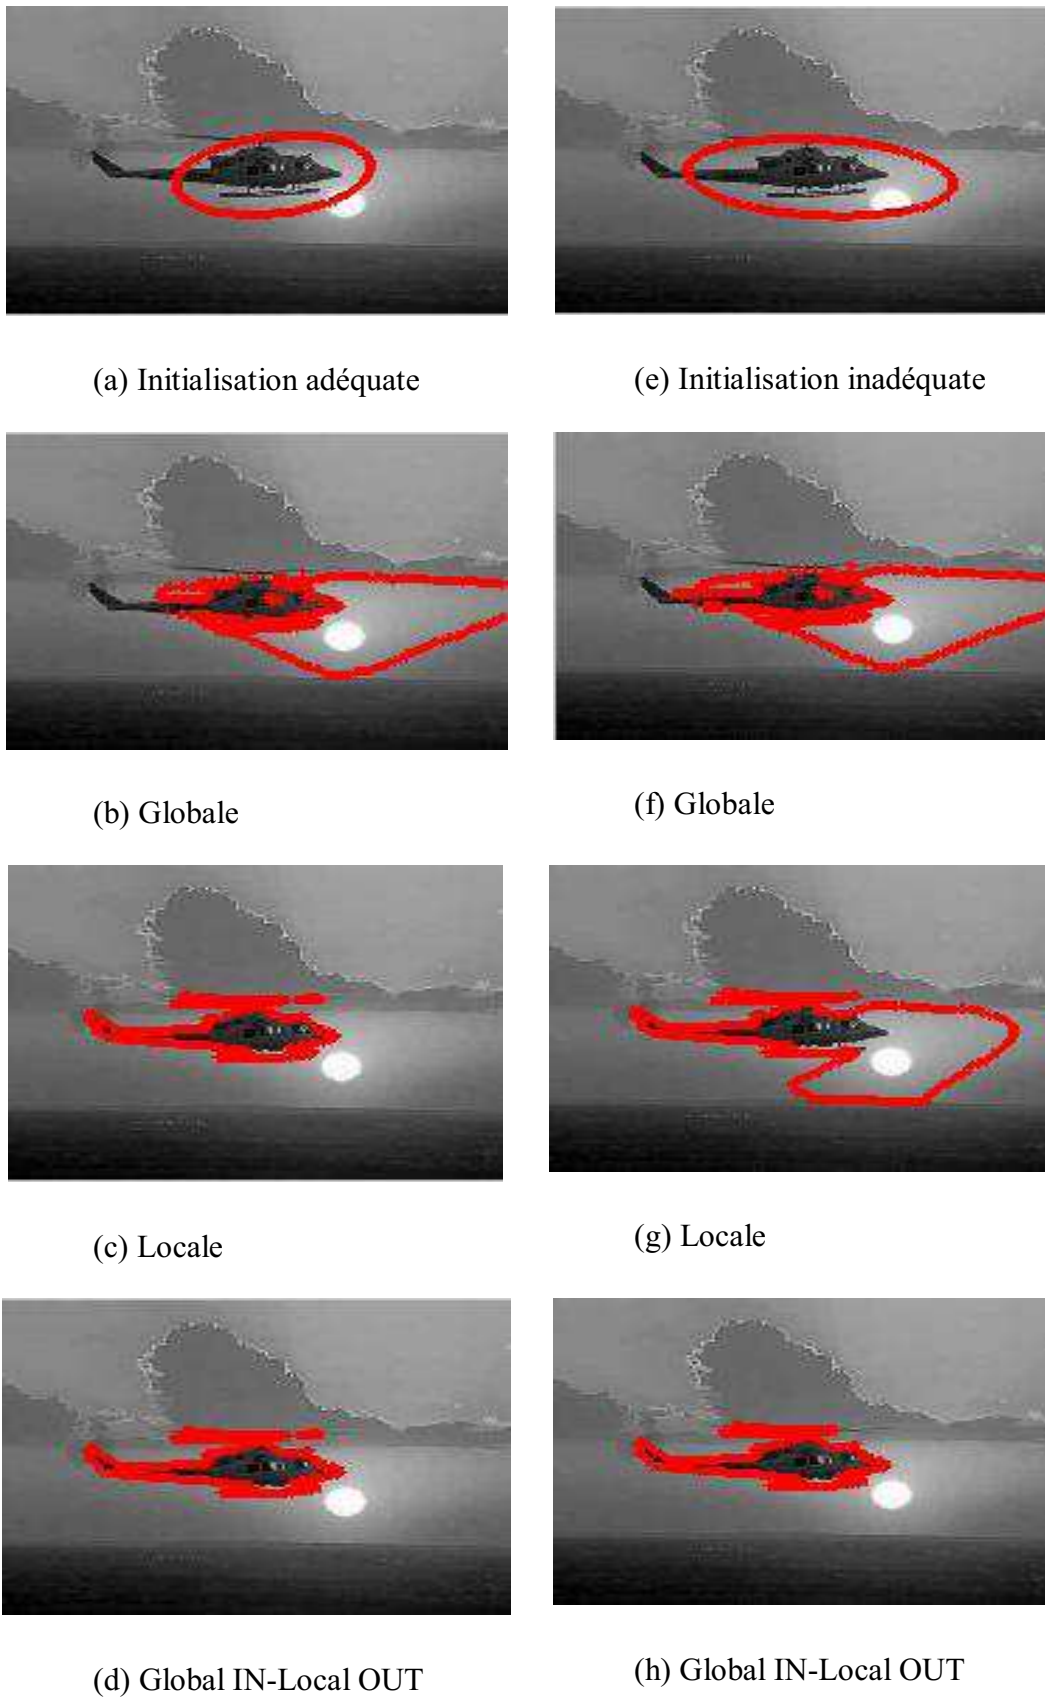 (a) Initialisation adéquate
(e) Initialisation inadéquate
(b) Globale
(f) Globale
(c) Locale
(g) Locale
(d) Global IN-Local OUT
(h) Global IN-Local OUT